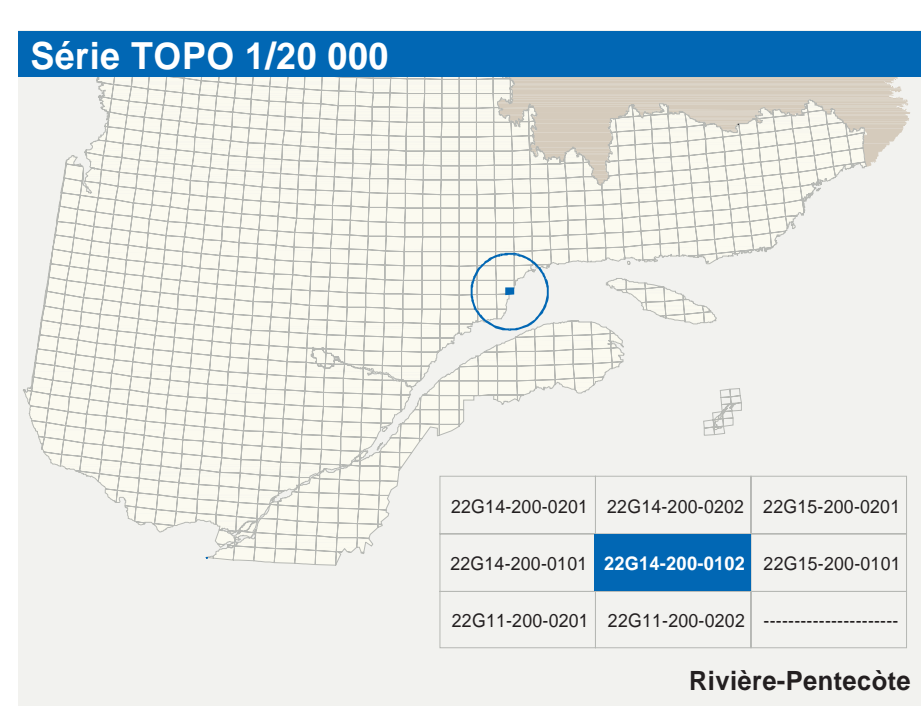 Série TOPO 1/20 000
22G14-200-0201 22G14-200-0202 22G15-200-0201
22G14-200-0101 22G14-200-0102 22G15-200-0101
22G11-200-0201 22G11-200-0202 ----------------------
Rivière-Pentecòte